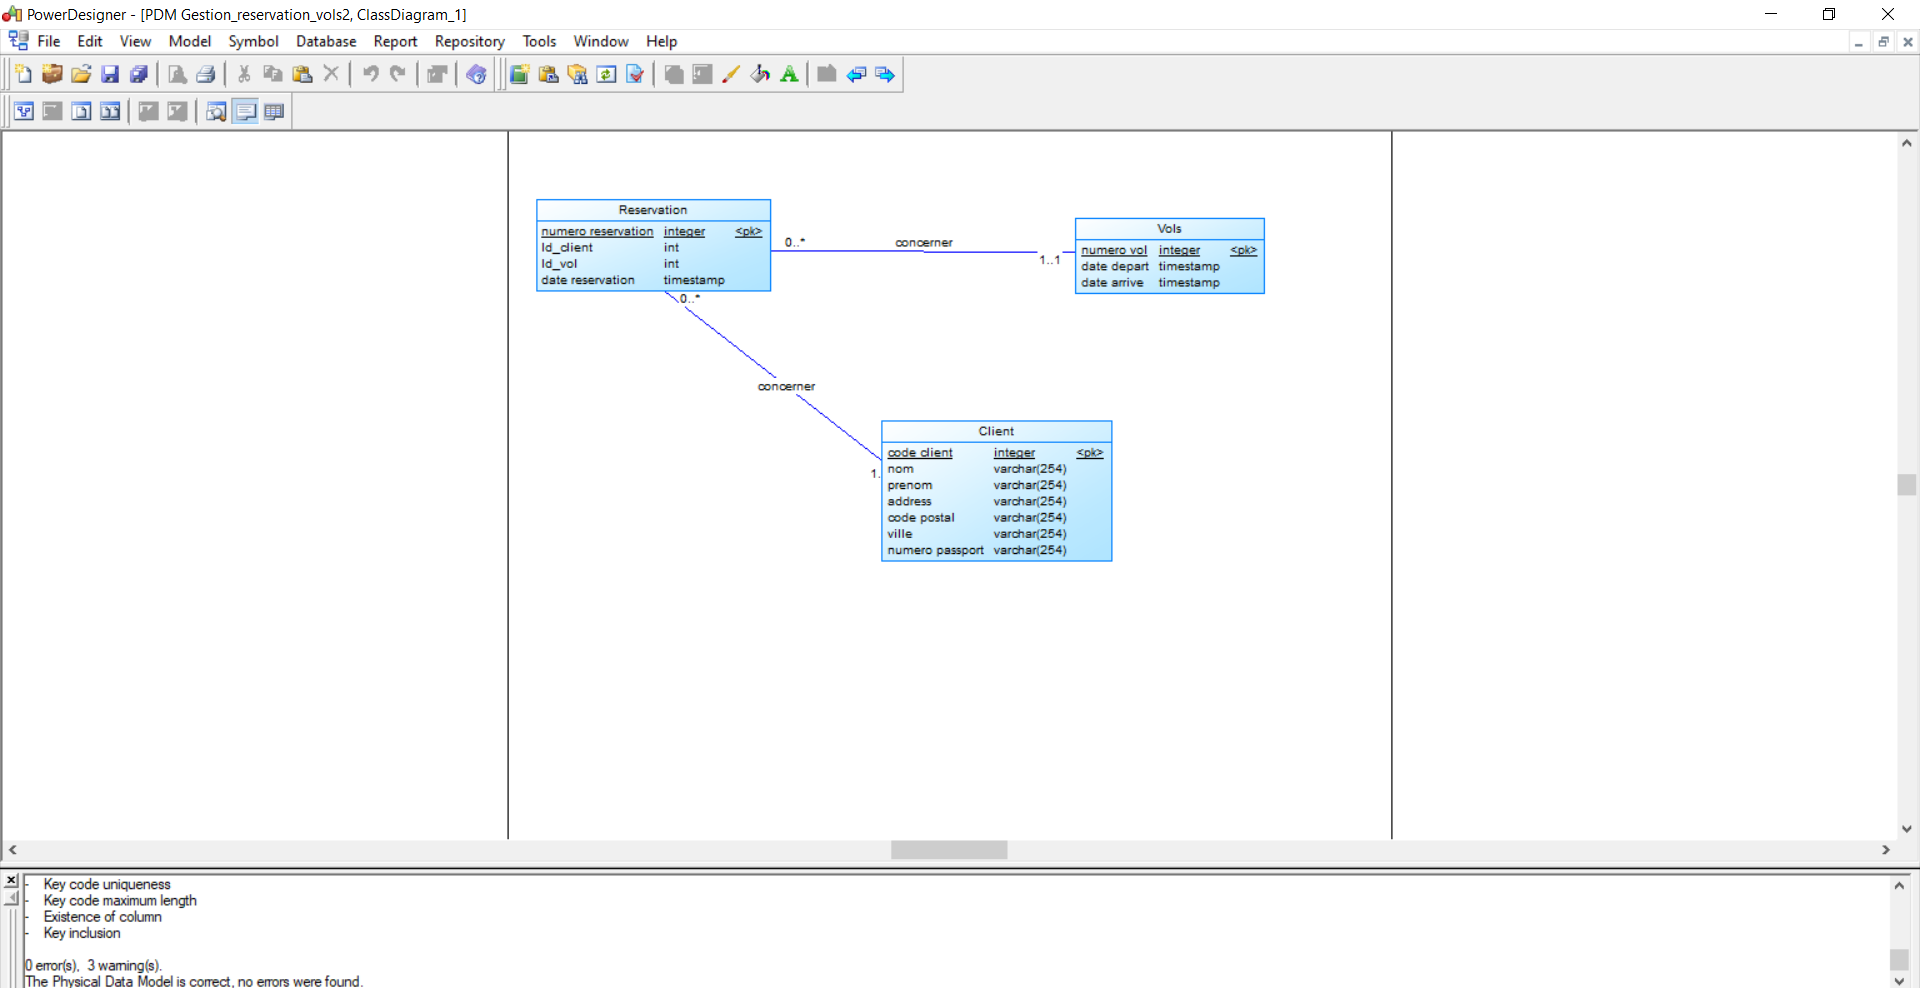 PowerDesigner - [PDM Gestion_reservation_vols2, ClassDiagram_1]
File Edit View Model Symbol Database Report Repository Tools Window Help
Reservation
numero reservation integer <pk>
Id_client int
Id_vol int
date reservation timestamp
0..*
concerner
1..1
Vols
numero vol integer <pk>
date depart timestamp
date arrive timestamp
0..*
concerner
1.
Client
code client integer <pk>
nom varchar(254)
prenom varchar(254)
address varchar(254)
code postal varchar(254)
ville varchar(254)
numero passport varchar(254)
- Key code uniqueness
- Key code maximum length
- Existence of column
- Key inclusion
0 error(s), 3 warning(s).
The Physical Data Model is correct, no errors were found.